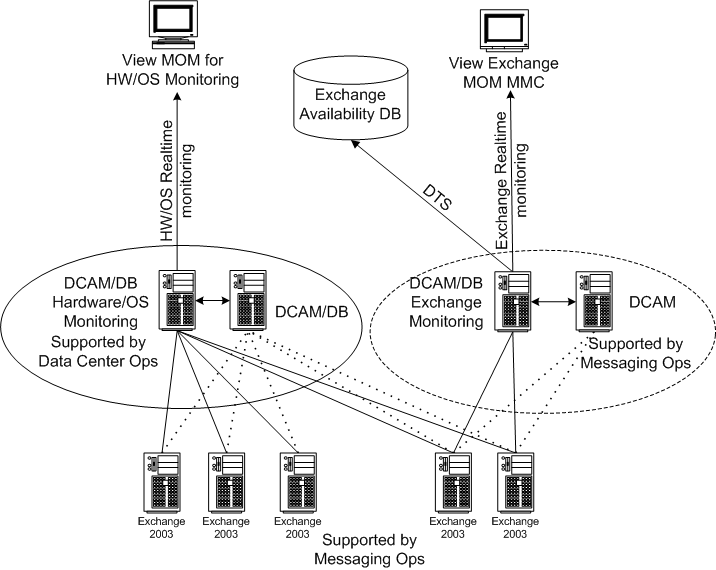 View MOM for
HW/OS Monitoring
View Exchange
MOM MMC
Exchange
Availability DB
HW/OS Realtime
monitoring
DTS
Exchange Realtime
monitoring
DCAM/DB
Hardware/OS
Monitoring
Supported by
Data Center Ops
DCAM/DB
DCAM/DB
Exchange
Monitoring
DCAM
Supported by
Messaging Ops
Exchange
2003
Exchange
2003
Exchange
2003
Exchange
2003
Exchange
2003
Supported by
Messaging Ops